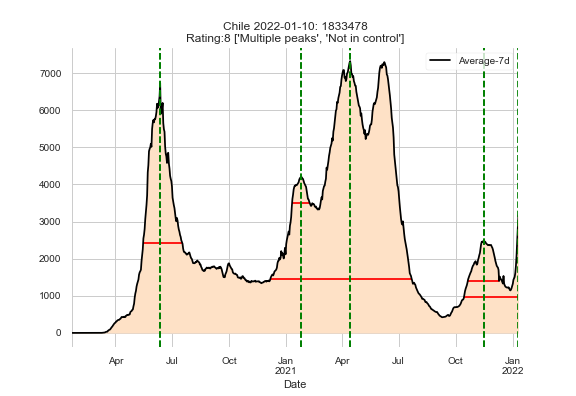 Chile 2022-01-10: 1833478
Rating:8 ['Multiple peaks', 'Not in control']
Average-7d
7000
6000
5000
4000
3000
2000
1000
0
Apr Jul Oct Jan Apr Jul Oct Jan
2021 2022
Date